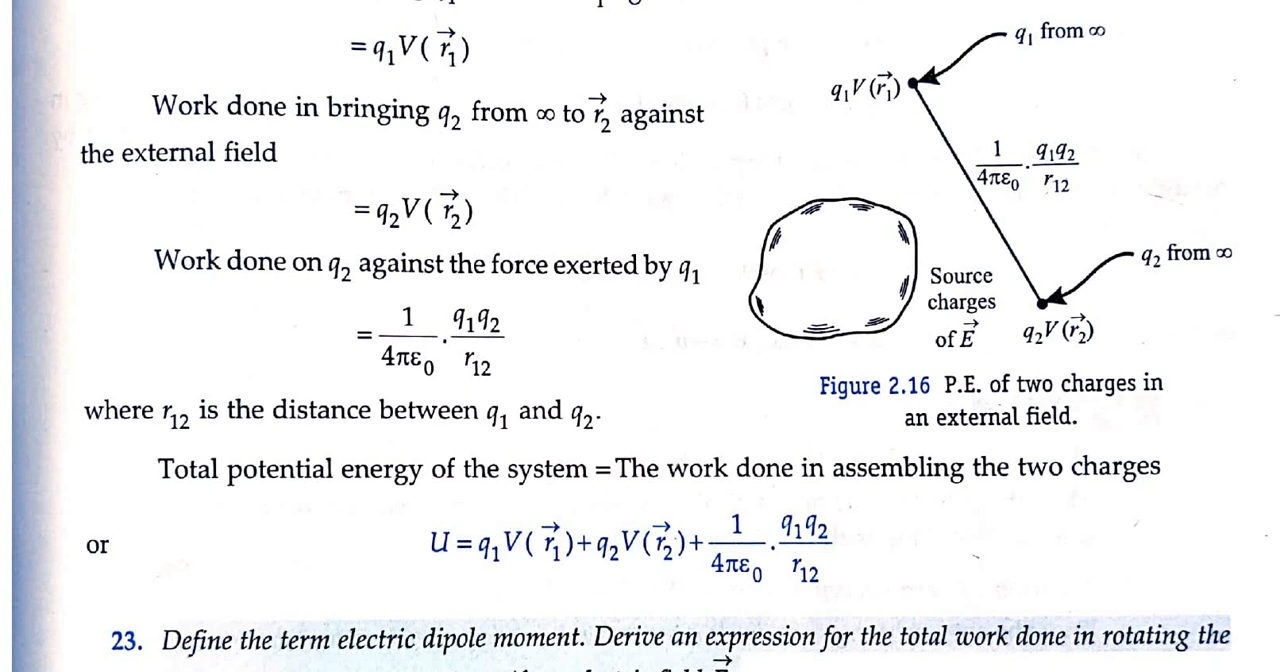 = q₁V(r⃗₁)
Work done in bringing q₂ from ∞ to r⃗₂ against
the external field
= q₂V(r⃗₂)
Work done on q₂ against the force exerted by q₁
= 1/4πε₀ . q₁q₂/r₁₂
where r₁₂ is the distance between q₁ and q₂.
q₁ from ∞
q₁V(r⃗₁)
1/4πε₀ . q₁q₂/r₁₂
q₂ from ∞
Source
charges
of E⃗
q₂V(r⃗₂)
Figure 2.16 P.E. of two charges in
an external field.
Total potential energy of the system = The work done in assembling the two charges
or U = q₁V(r⃗₁)+q₂V(r⃗₂)+ 1/4πε₀ . q₁q₂/r₁₂
23. Define the term electric dipole moment. Derive an expression for the total work done in rotating the